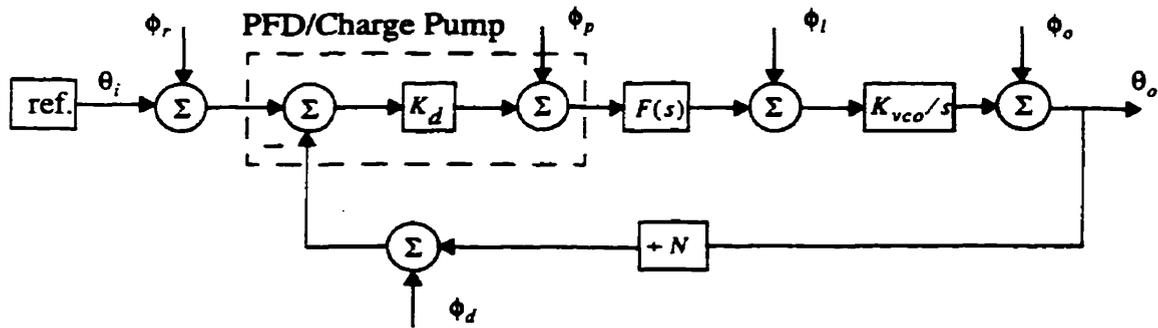 PFD/Charge Pump
ϕr
ϕp
ϕl
ϕo
ref.
θi
Σ
Σ
Kd
Σ
F(s)
Σ
Kvco/s
Σ
θo
−
Σ
÷ N
ϕd